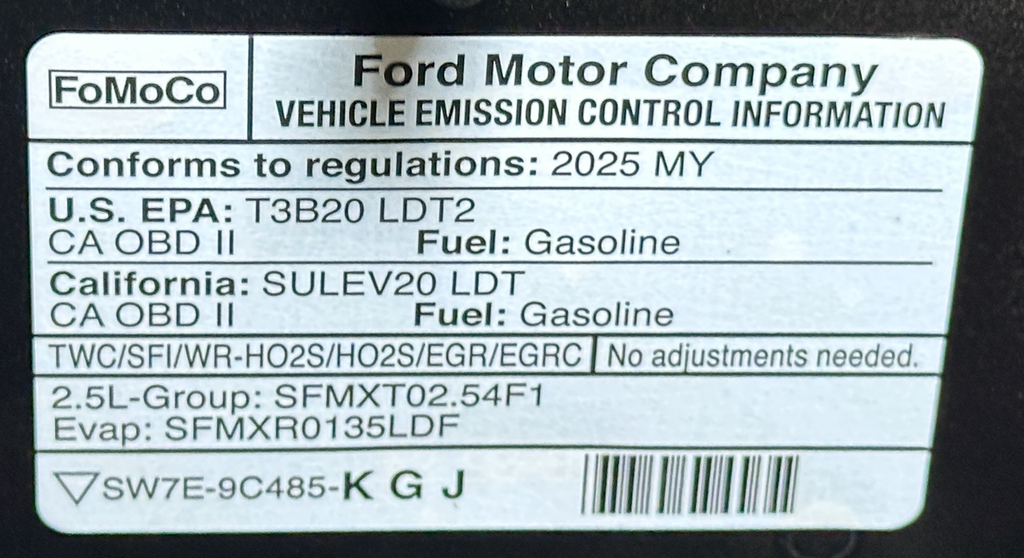 FoMoCo
Ford Motor Company
VEHICLE EMISSION CONTROL INFORMATION
Conforms to regulations: 2025 MY
U.S. EPA: T3B20 LDT2
CA OBD II Fuel: Gasoline
California: SULEV20 LDT
CA OBD II Fuel: Gasoline
TWC/SFI/WR-HO2S/HO2S/EGR/EGRC No adjustments needed.
2.5L-Group: SFMXT02.54F1
Evap: SFMXR0135LDF
SW7E-9C485-K G J